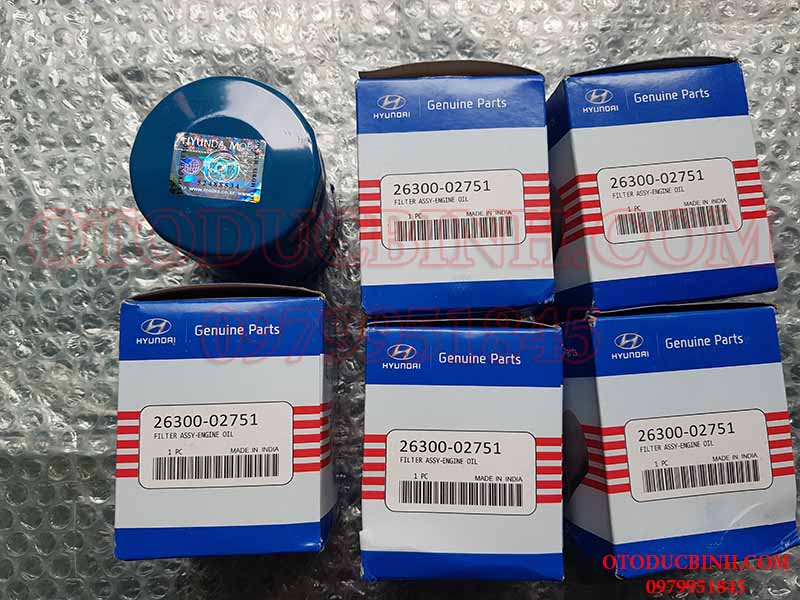 HYUNDAI
Genuine Parts
26300-02751
FILTER ASSY-ENGINE OIL
1 PC
MADE IN INDIA
HYUNDAI
Genuine Parts
26300-02751
FILTER ASSY-ENGINE OIL
1 PC
MADE IN INDIA
OTODUCBINH.COM
0979951845
HYUNDAI
Genuine Parts
26300-02751
FILTER ASSY-ENGINE OIL
1 PC
MADE IN INDIA
HYUNDAI
Genuine Parts
26300-02751
FILTER ASSY-ENGINE OIL
1 PC
MADE IN INDIA
Genuine Parts
26300-02751
FILTER ASSY-ENGINE OIL
1 PC
MADE IN INDIA
OTODUCBINH.COM
0979951845